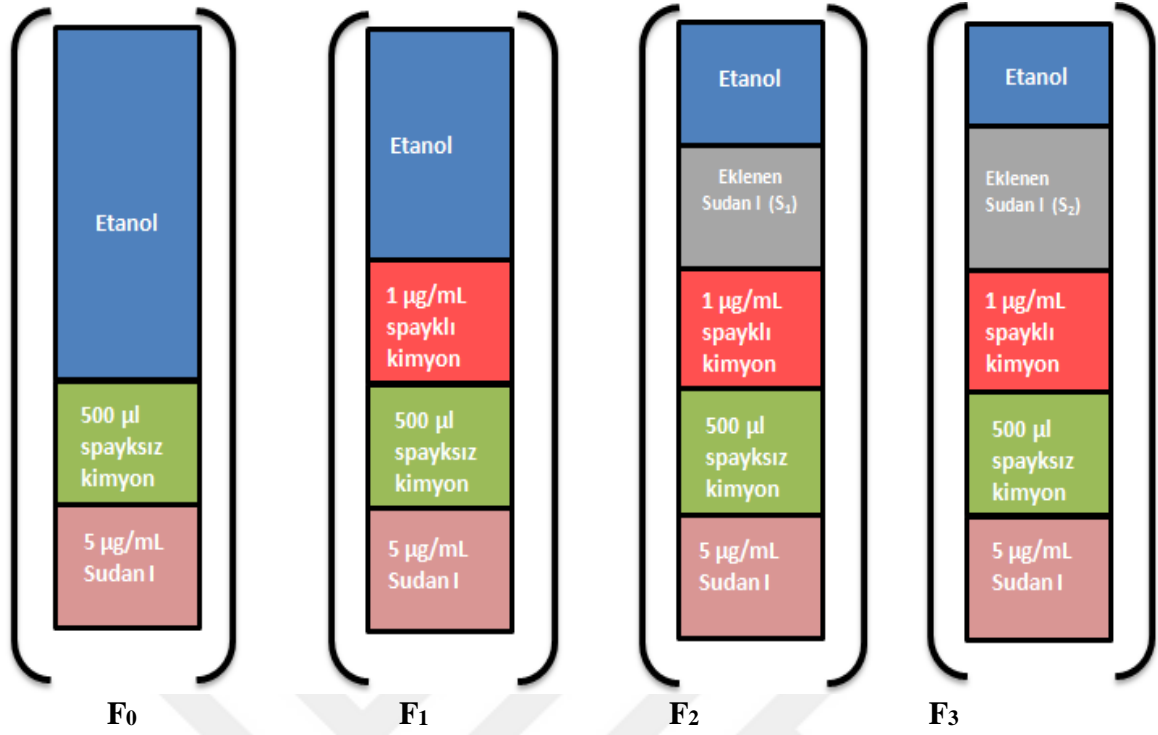 Etanol
500 µl
spayksız
kimyon
5 µg/mL
Sudan I
F₀
Etanol
1 µg/mL
spayklı
kimyon
500 µl
spayksız
kimyon
5 µg/mL
Sudan I
F₁
Etanol
Eklenen
Sudan I (S₁)
1 µg/mL
spayklı
kimyon
500 µl
spayksız
kimyon
5 µg/mL
Sudan I
F₂
Etanol
Eklenen
Sudan I (S₂)
1 µg/mL
spayklı
kimyon
500 µl
spayksız
kimyon
5 µg/mL
Sudan I
F₃